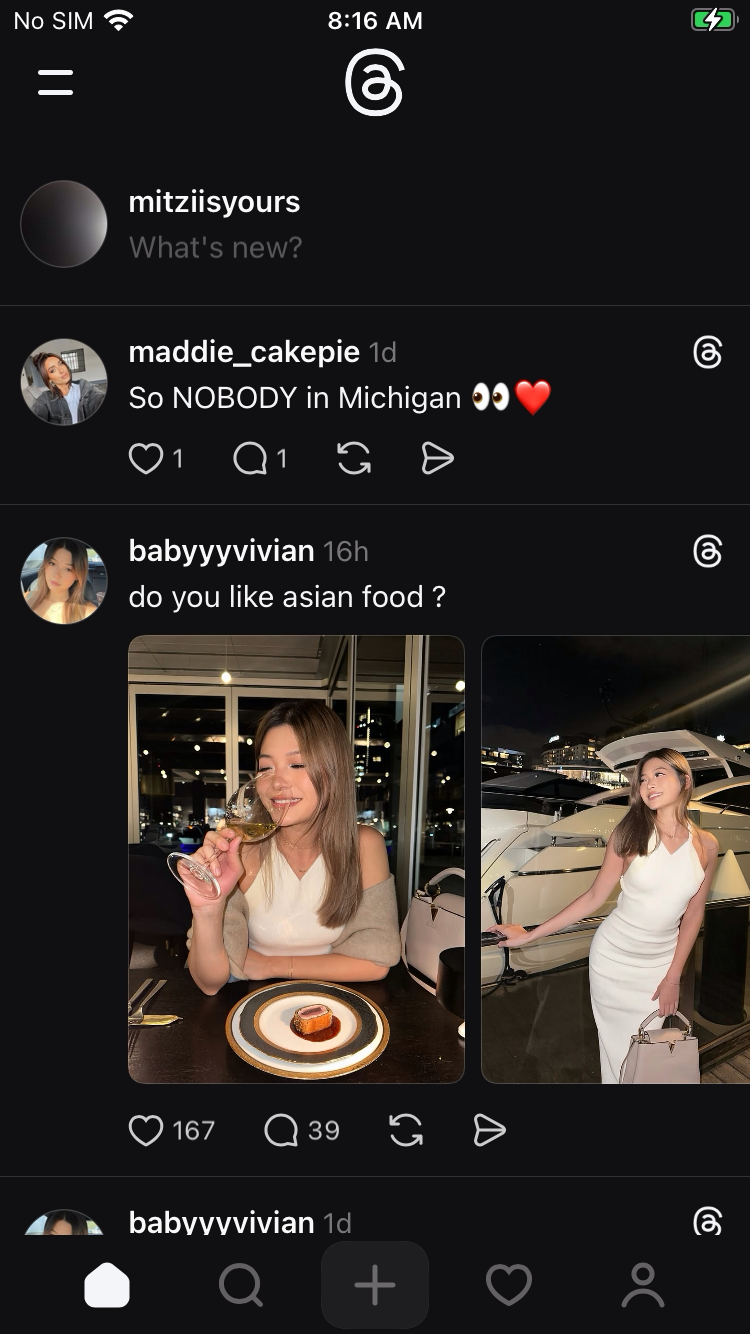 No SIM 8:16 AM
mitziisyours
What's new?
maddie_cakepie 1d
So NOBODY in Michigan 👀❤️
1 1
babyyyvivian 16h
do you like asian food ?
167 39
babyyyvivian 1d